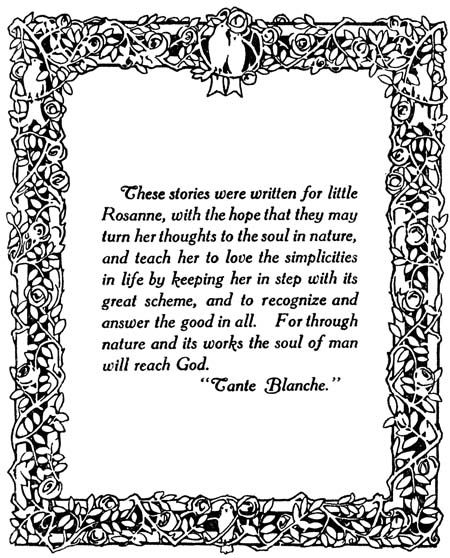 These stories were written for little
Rosanne, with the hope that they may
turn her thoughts to the soul in nature,
and teach her to love the simplicities
in life by keeping her in step with its
great scheme, and to recognize and
answer the good in all. For through
nature and its works the soul of man
will reach God.
"Tante Blanche."